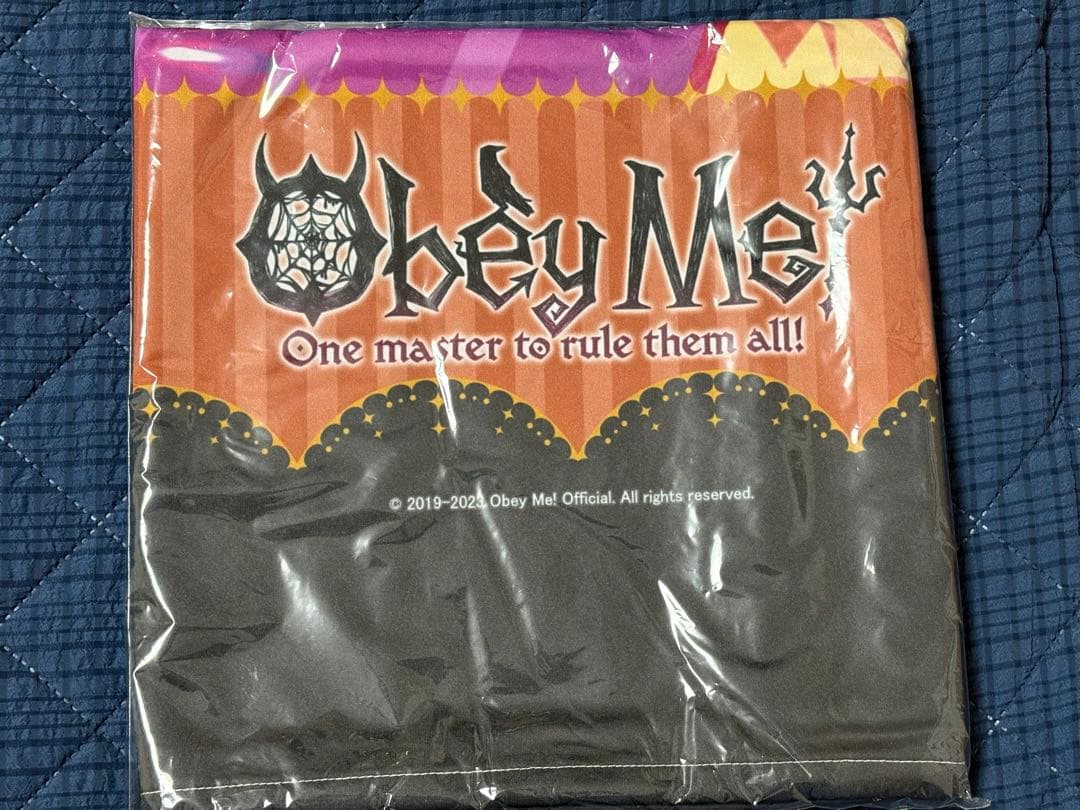 Obey Me!
One master to rule them all!
© 2019-2023 Obey Me! Official. All rights reserved.